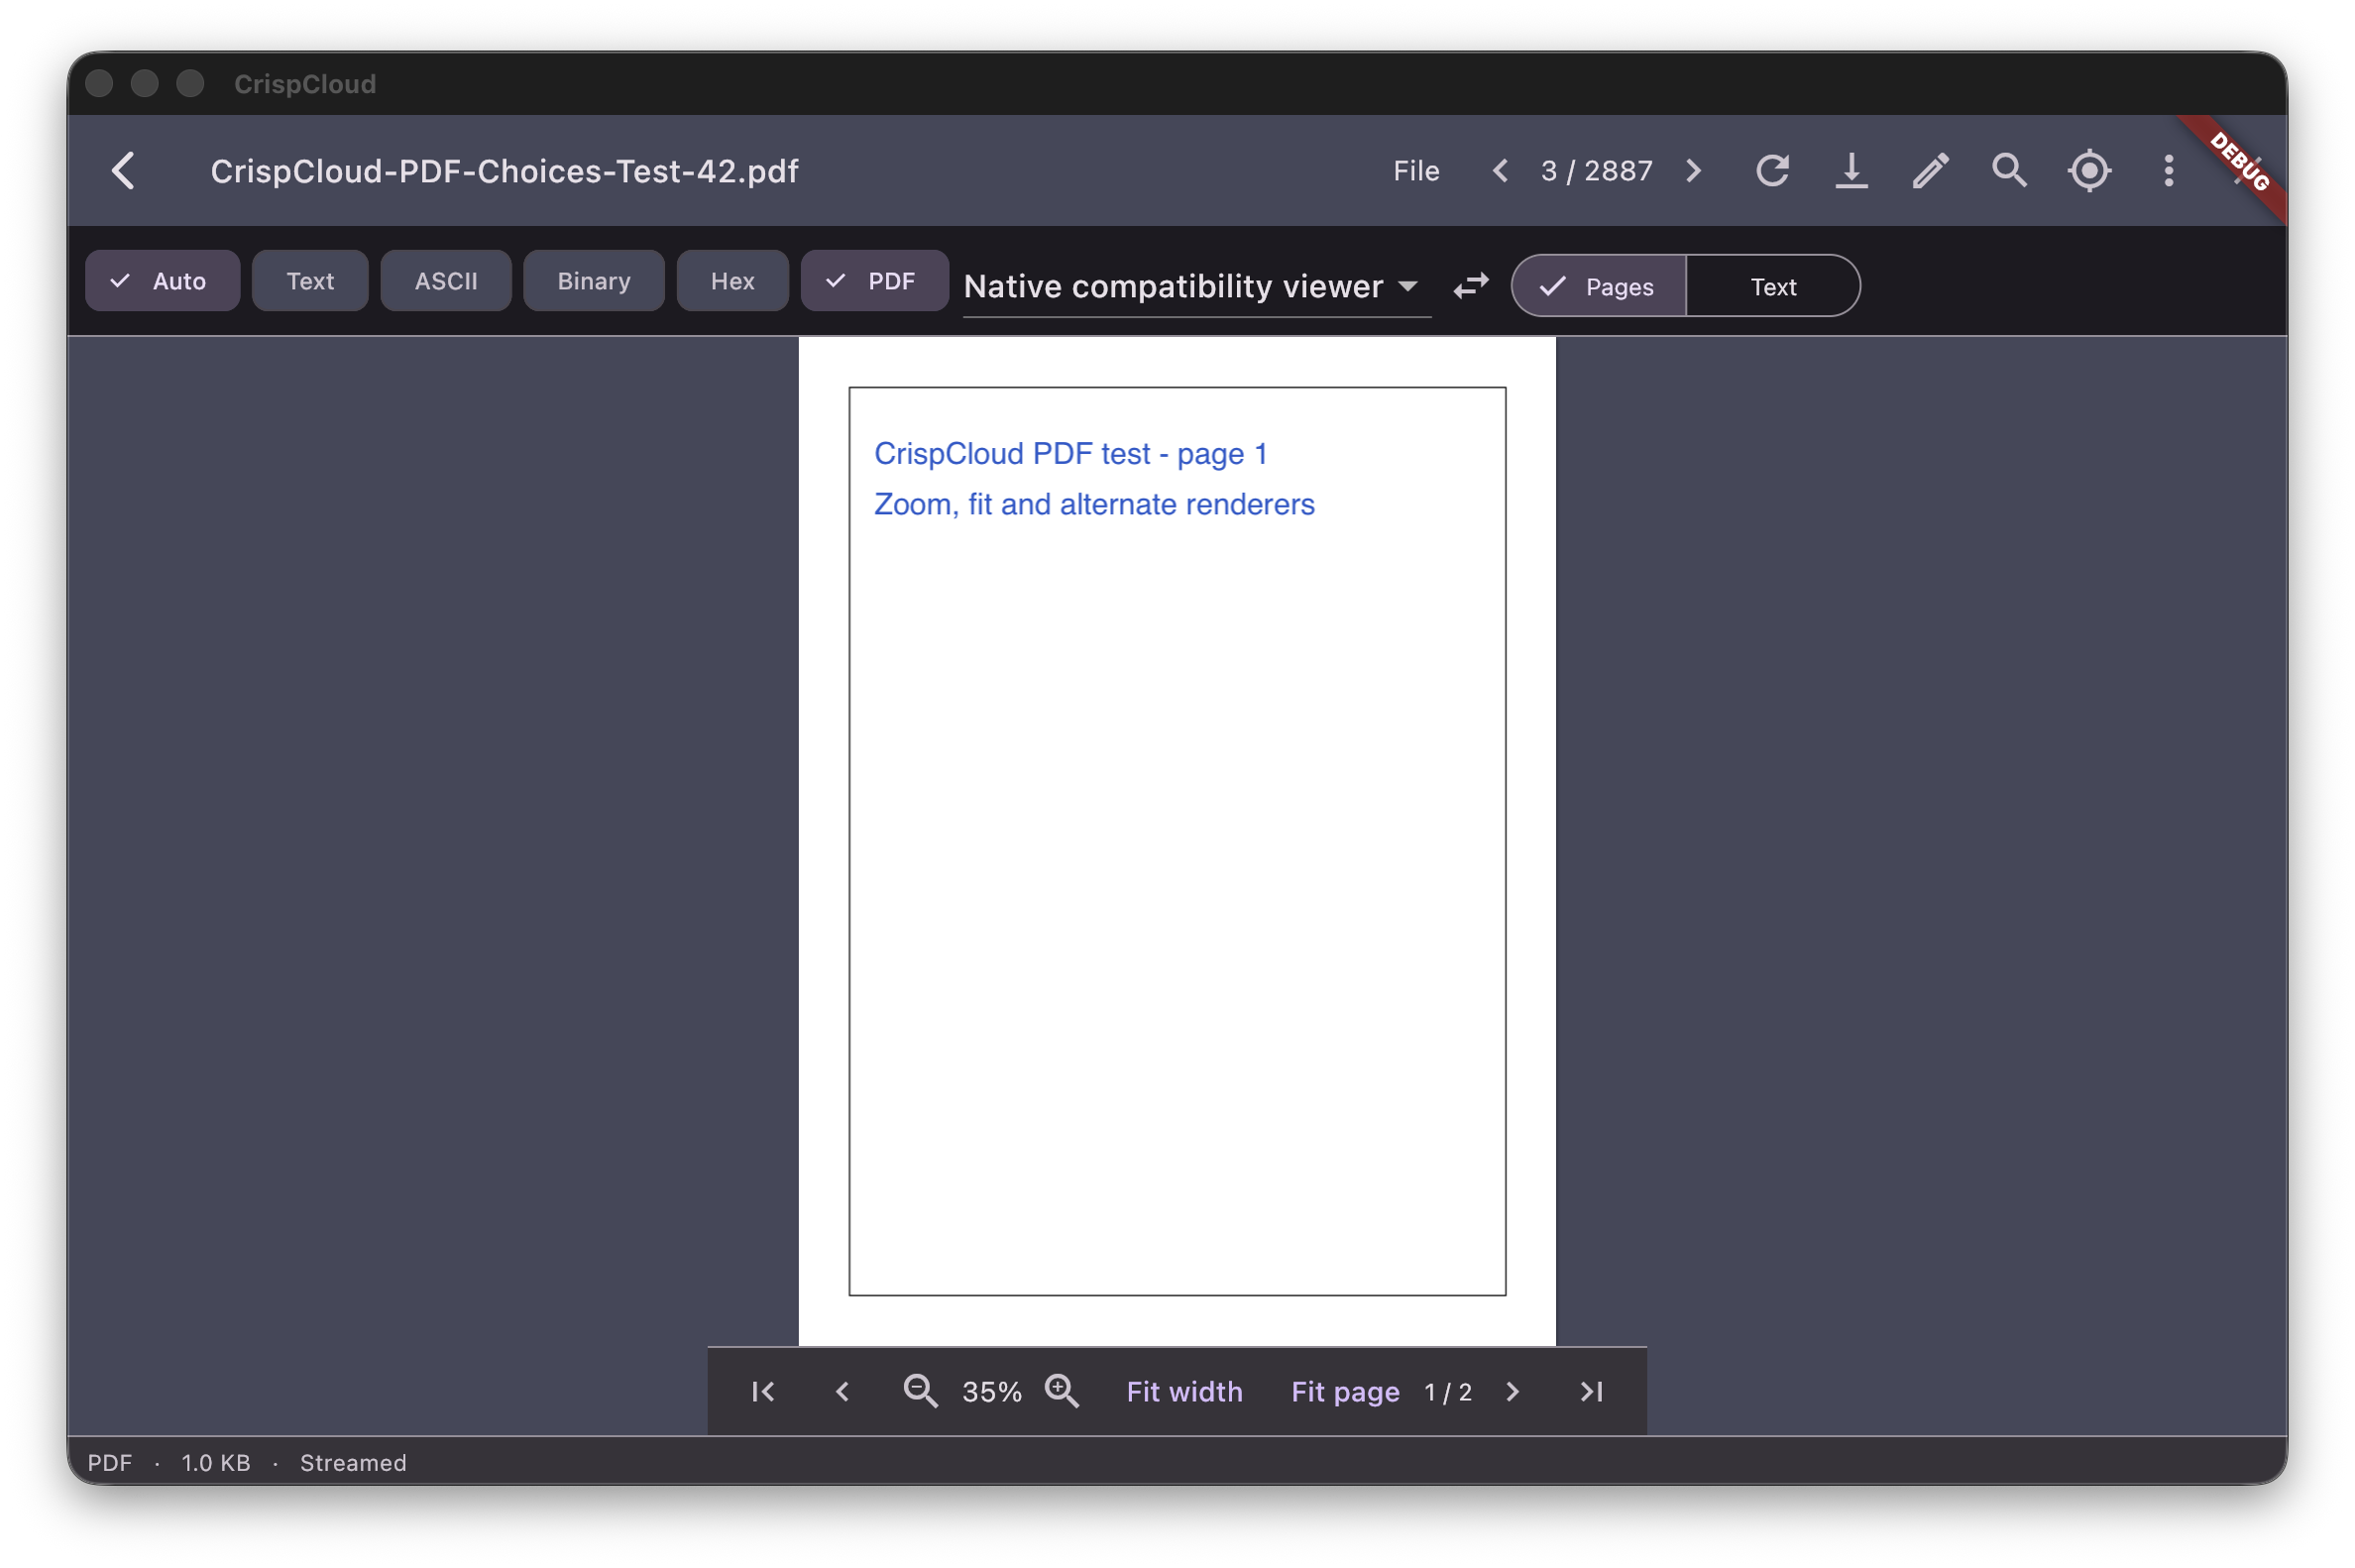 CrispCloud
CrispCloud-PDF-Choices-Test-42.pdf
File
3 / 2887
DEBUG
Auto
Text
ASCII
Binary
Hex
PDF
Native compatibility viewer
Pages
Text
CrispCloud PDF test - page 1
Zoom, fit and alternate renderers
35%
Fit width
Fit page
1 / 2
PDF · 1.0 KB · Streamed